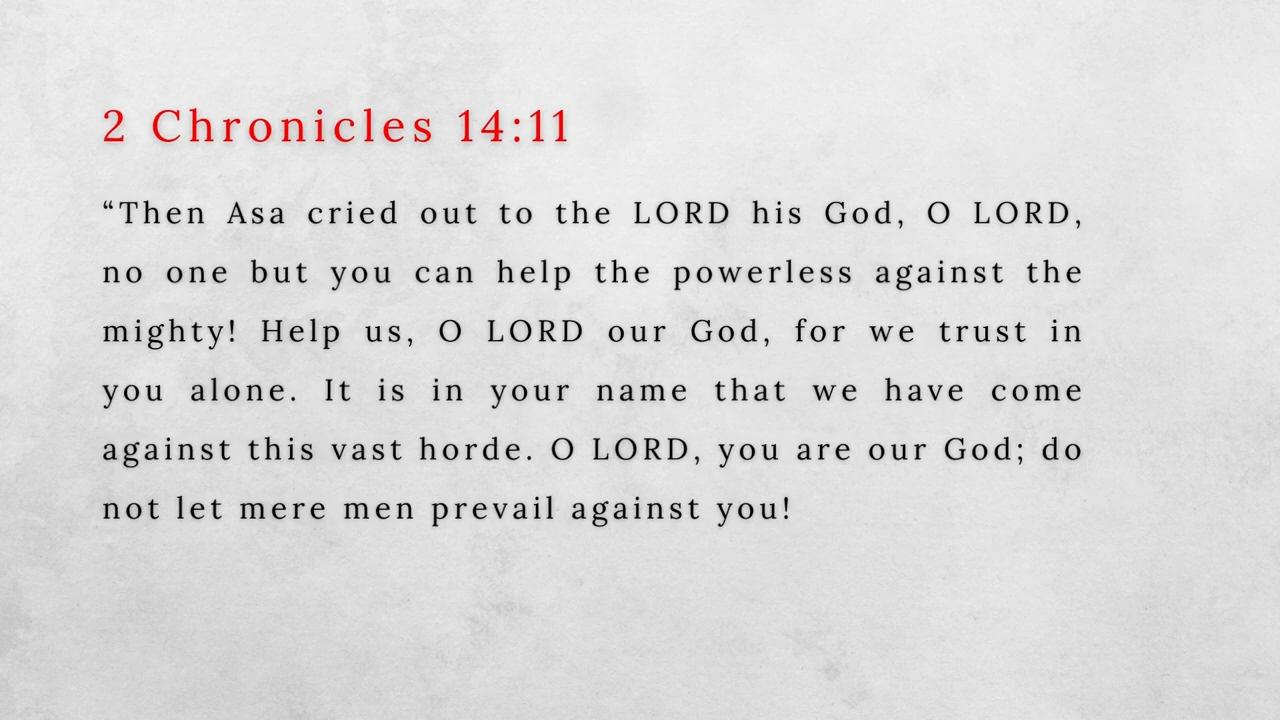 2 Chronicles 14:11
“Then Asa cried out to the LORD his God, O LORD,
no one but you can help the powerless against the
mighty! Help us, O LORD our God, for we trust in
you alone. It is in your name that we have come
against this vast horde. O LORD, you are our God; do
not let mere men prevail against you!